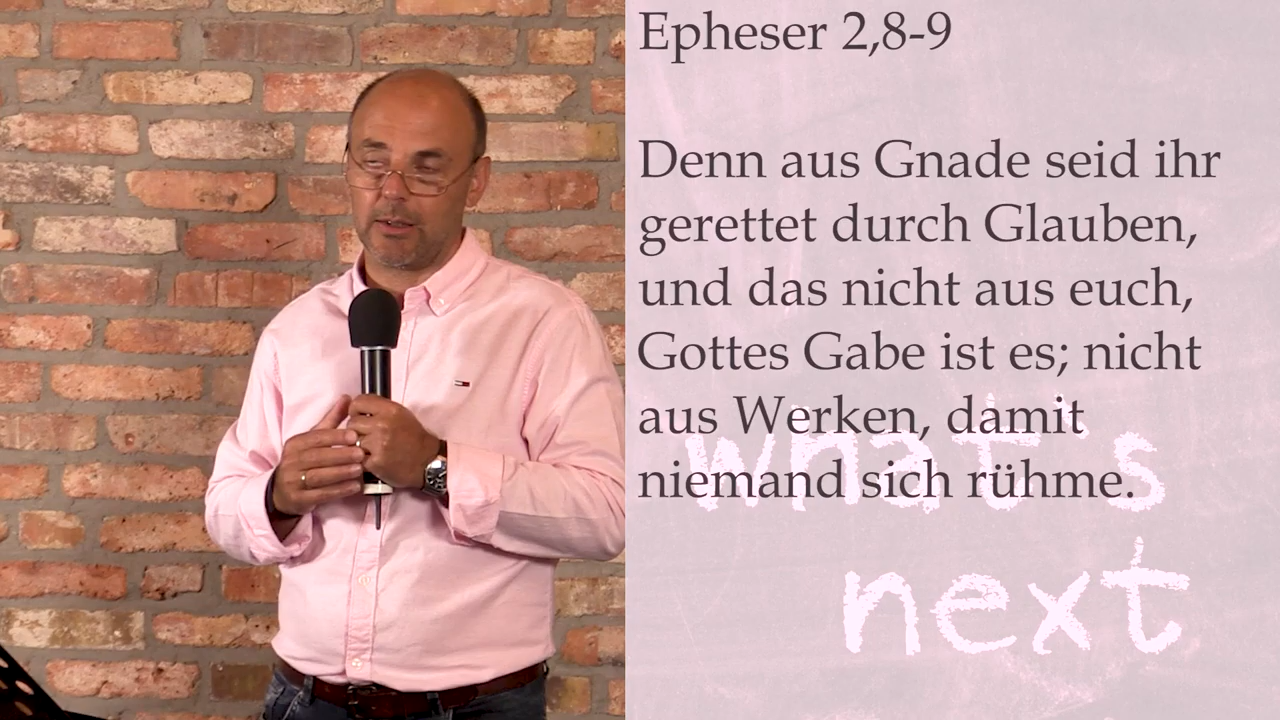 Epheser 2,8-9
Denn aus Gnade seid ihr
gerettet durch Glauben,
und das nicht aus euch,
Gottes Gabe ist es; nicht
aus Werken, damit
niemand sich rühme.
what's
next